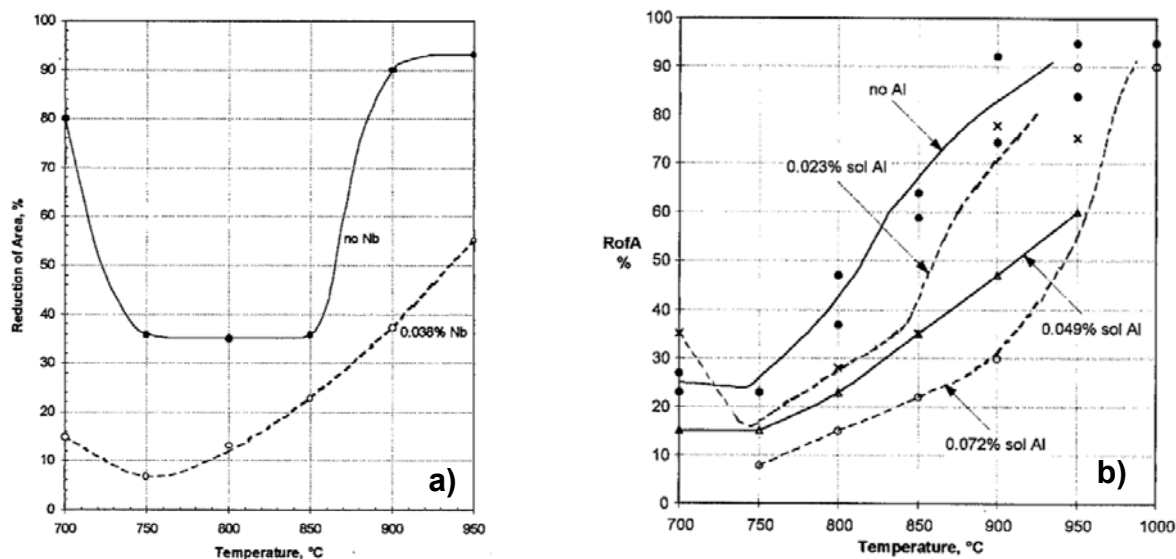 100
90
80
70
60
50
40
30
20
10
0
Reduction of Area, %
no Nb
0.038% Nb
a)
700 750 800 850 900 950
Temperature, °C
100
90
80
70
60
50
40
30
20
10
0
RofA
%
no Al
0.023% sol Al
0.049% sol Al
0.072% sol Al
b)
700 750 800 850 900 950 1000
Temperature, °C